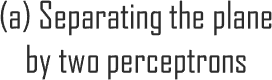 (a) Separating the plane
by two perceptrons